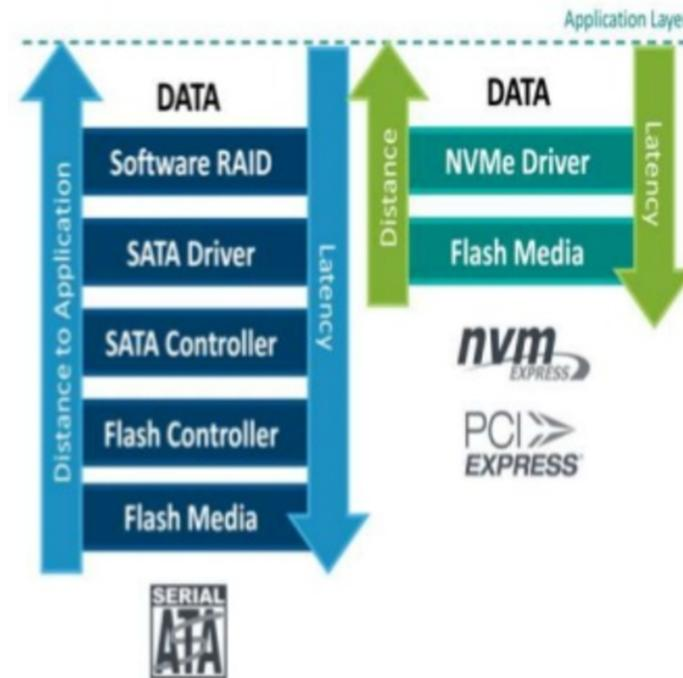 Application Laye
DATA
Software RAID
SATA Driver
SATA Controller
Flash Controller
Flash Media
Distance to Application
Latency
SERIAL
ATA
DATA
NVMe Driver
Flash Media
Distance
Latency
nvm
EXPRESS
PCI
EXPRESS®